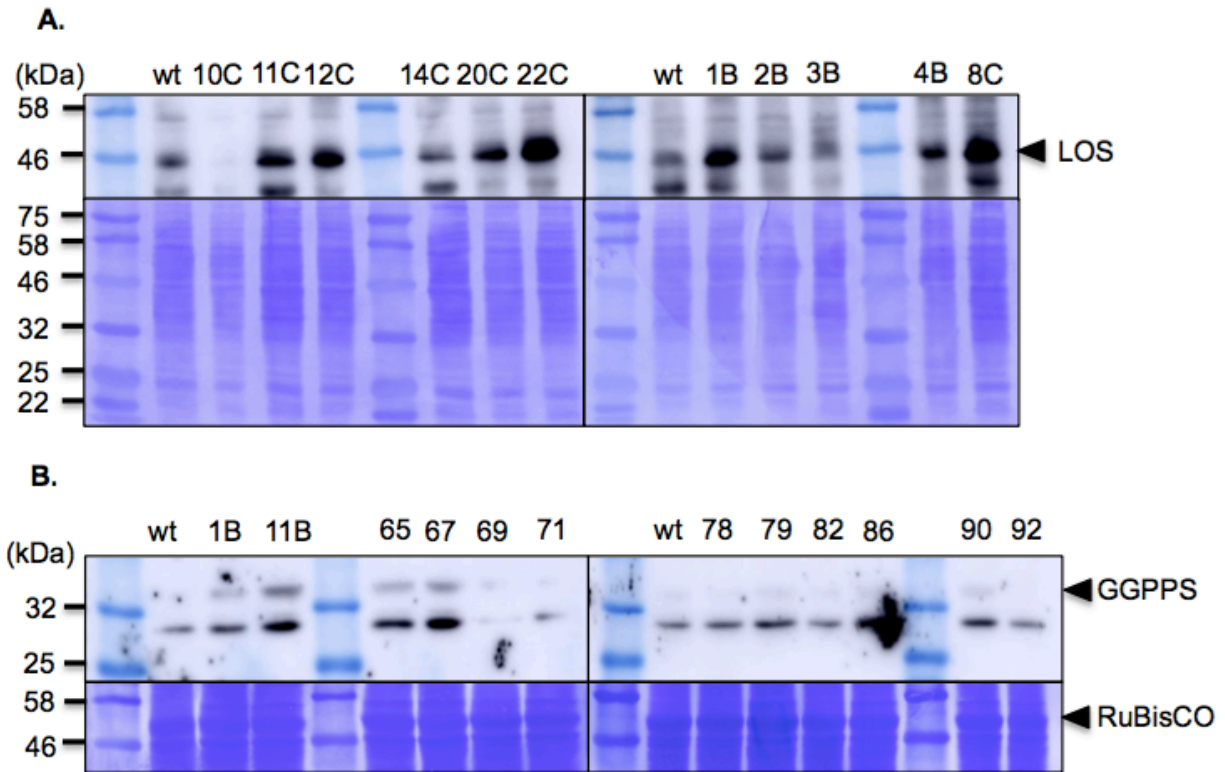 A.
(kDa) wt 10C 11C 12C 14C 20C 22C wt 1B 2B 3B 4B 8C
58
46 LOS
75
58
46
32
25
22
B.
wt 1B 11B 65 67 69 71 wt 78 79 82 86 90 92
(kDa)
GGPPS
32
25
58
RuBisCO
46